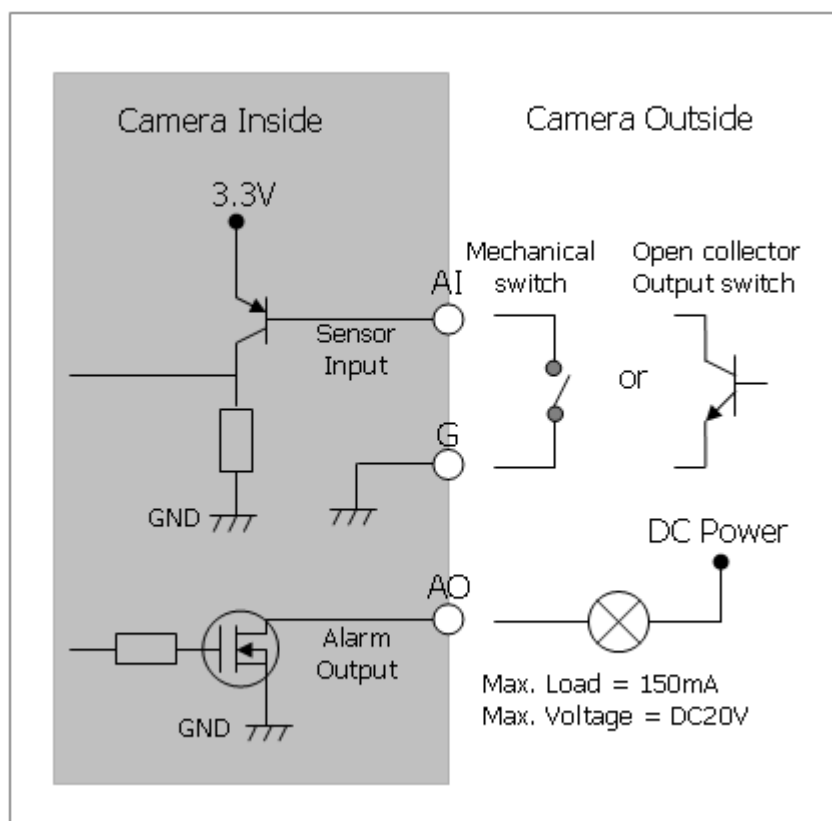 Camera Inside
Camera Outside
3.3V
Mechanical
switch
Open collector
Output switch
AI
Sensor
Input
or
G
GND
DC Power
AO
Alarm
Output
Max. Load = 150mA
Max. Voltage = DC20V
GND